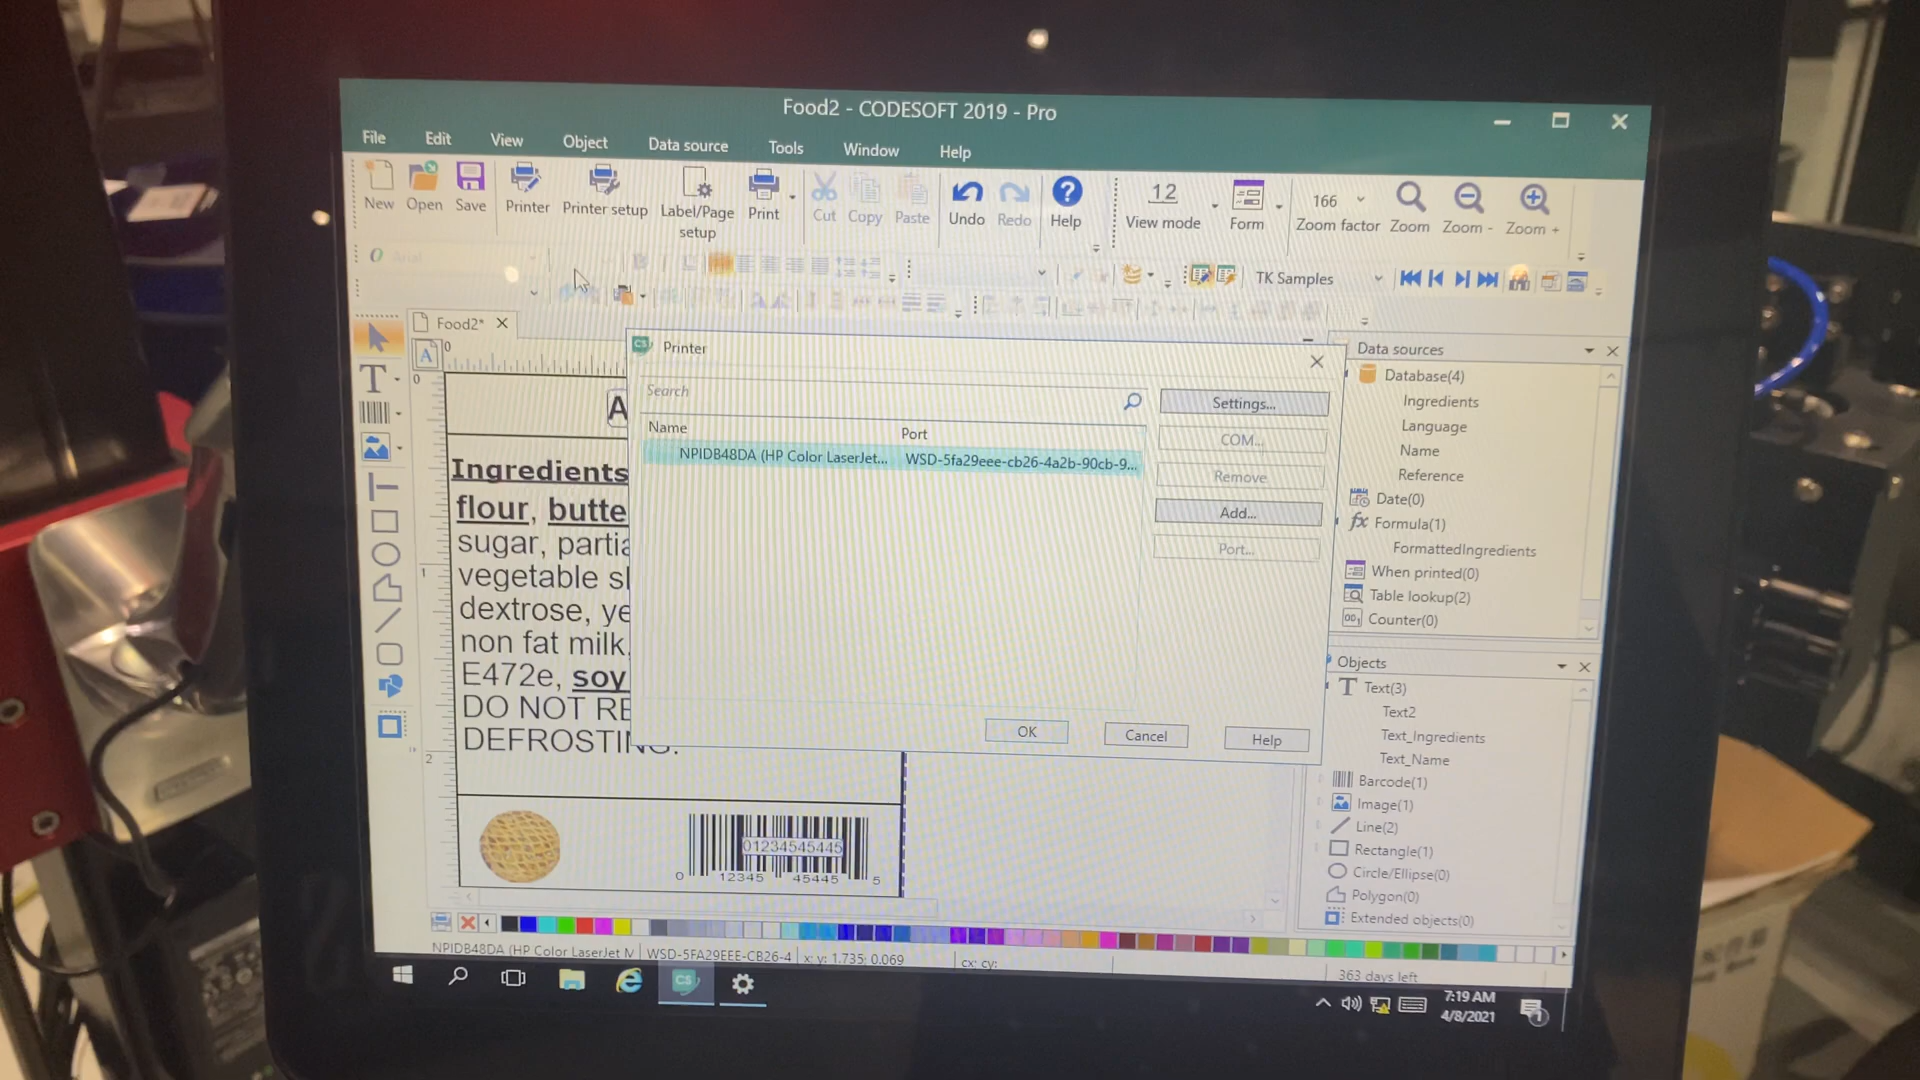 Food2 - CODESOFT 2019 - Pro
File Edit View Object Data source Tools Window Help
New Open Save Printer Printer setup Label/Page setup Print Cut Copy Paste Undo Redo Help 12 View mode Form 166 Zoom factor Zoom Zoom - Zoom +
Arial TK Samples
Food2*
Printer
Search
Name Port
NPIDB48DA (HP Color LaserJet... WSD-5fa29eee-cb26-4a2b-90cb-9...
Settings...
COM...
Remove
Add...
Port...
OK Cancel Help
A
Ingredients
flour, butte
sugar, partia
vegetable sl
dextrose, ye
non fat milk,
E472e, soy
DO NOT RE
DEFROSTING.
01234545445
0 12345 45445 5
Data sources
Database(4)
Ingredients
Language
Name
Reference
Date(0)
Formula(1)
FormattedIngredients
When printed(0)
Table lookup(2)
Counter(0)
Objects
Text(3)
Text2
Text_Ingredients
Text_Name
Barcode(1)
Image(1)
Line(2)
Rectangle(1)
Circle/Ellipse(0)
Polygon(0)
Extended objects(0)
NPIDB48DA (HP Color LaserJet M WSD-5FA29EEE-CB26-4 x: y: 1.735; 0.069 cx: cy: 363 days left
7:19 AM
4/8/2021